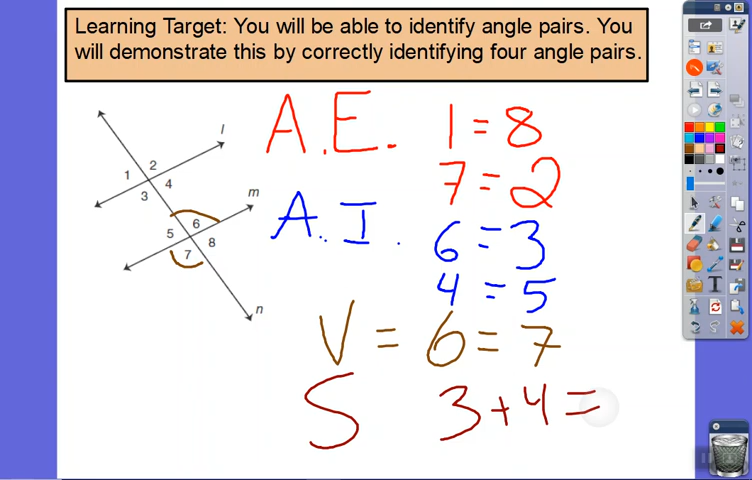 Learning Target: You will be able to identify angle pairs. You
will demonstrate this by correctly identifying four angle pairs.
A.E. 1 = 8
7 = 2
A.I. 6 = 3
4 = 5
V = 6 = 7
S 3 + 4 =
l
2
1
4
3
m
6
5
8
7
n
T